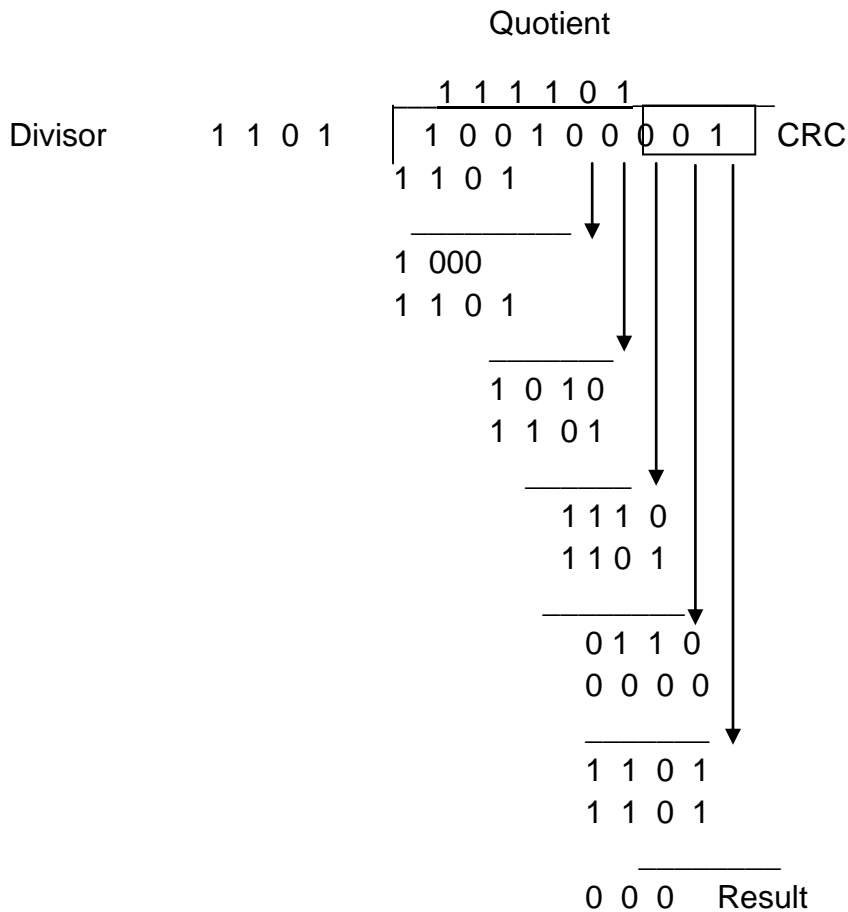 Quotient
1 1 1 1 0 1
Divisor 1 1 0 1 1 0 0 1 0 0 0 0 1 CRC
1 1 0 1
1 000
1 1 0 1
1 0 1 0
1 1 0 1
1 1 1 0
1 1 0 1
0 1 1 0
0 0 0 0
1 1 0 1
1 1 0 1
0 0 0 Result